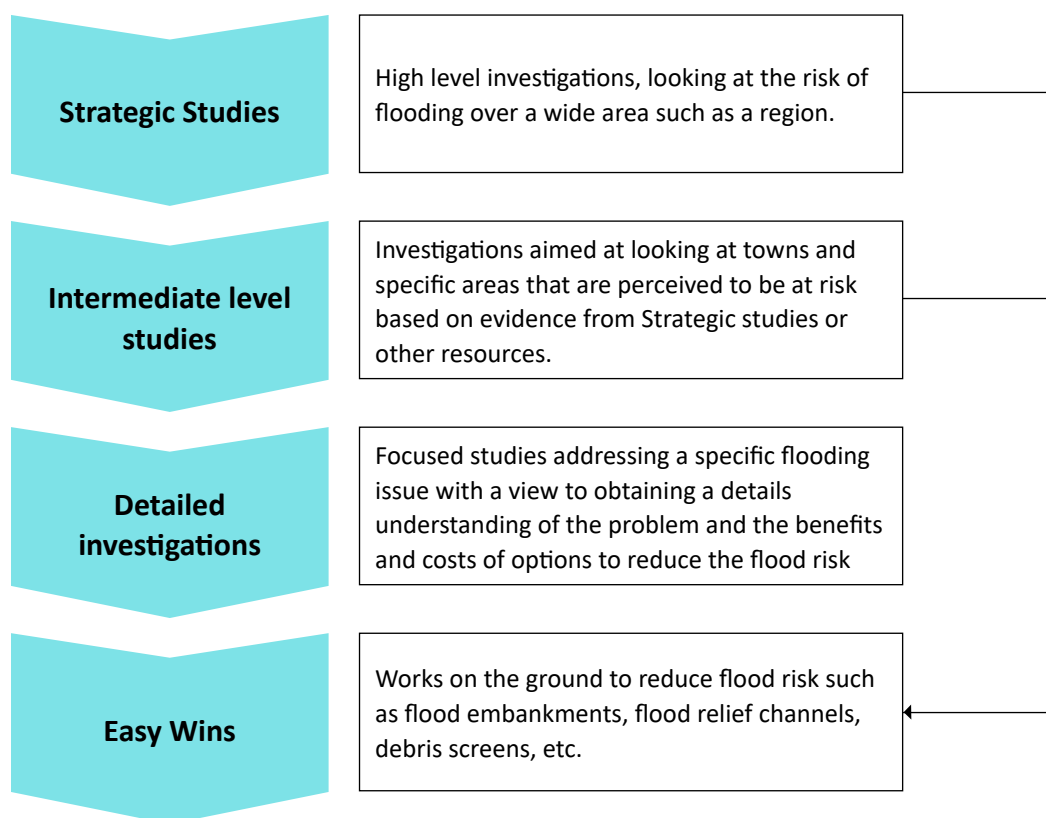 Strategic Studies
High level investigations, looking at the risk of
flooding over a wide area such as a region.
Intermediate level
studies
Investigations aimed at looking at towns and
specific areas that are perceived to be at risk
based on evidence from Strategic studies or
other resources.
Detailed
investigations
Focused studies addressing a specific flooding
issue with a view to obtaining a details
understanding of the problem and the benefits
and costs of options to reduce the flood risk
Easy Wins
Works on the ground to reduce flood risk such
as flood embankments, flood relief channels,
debris screens, etc.